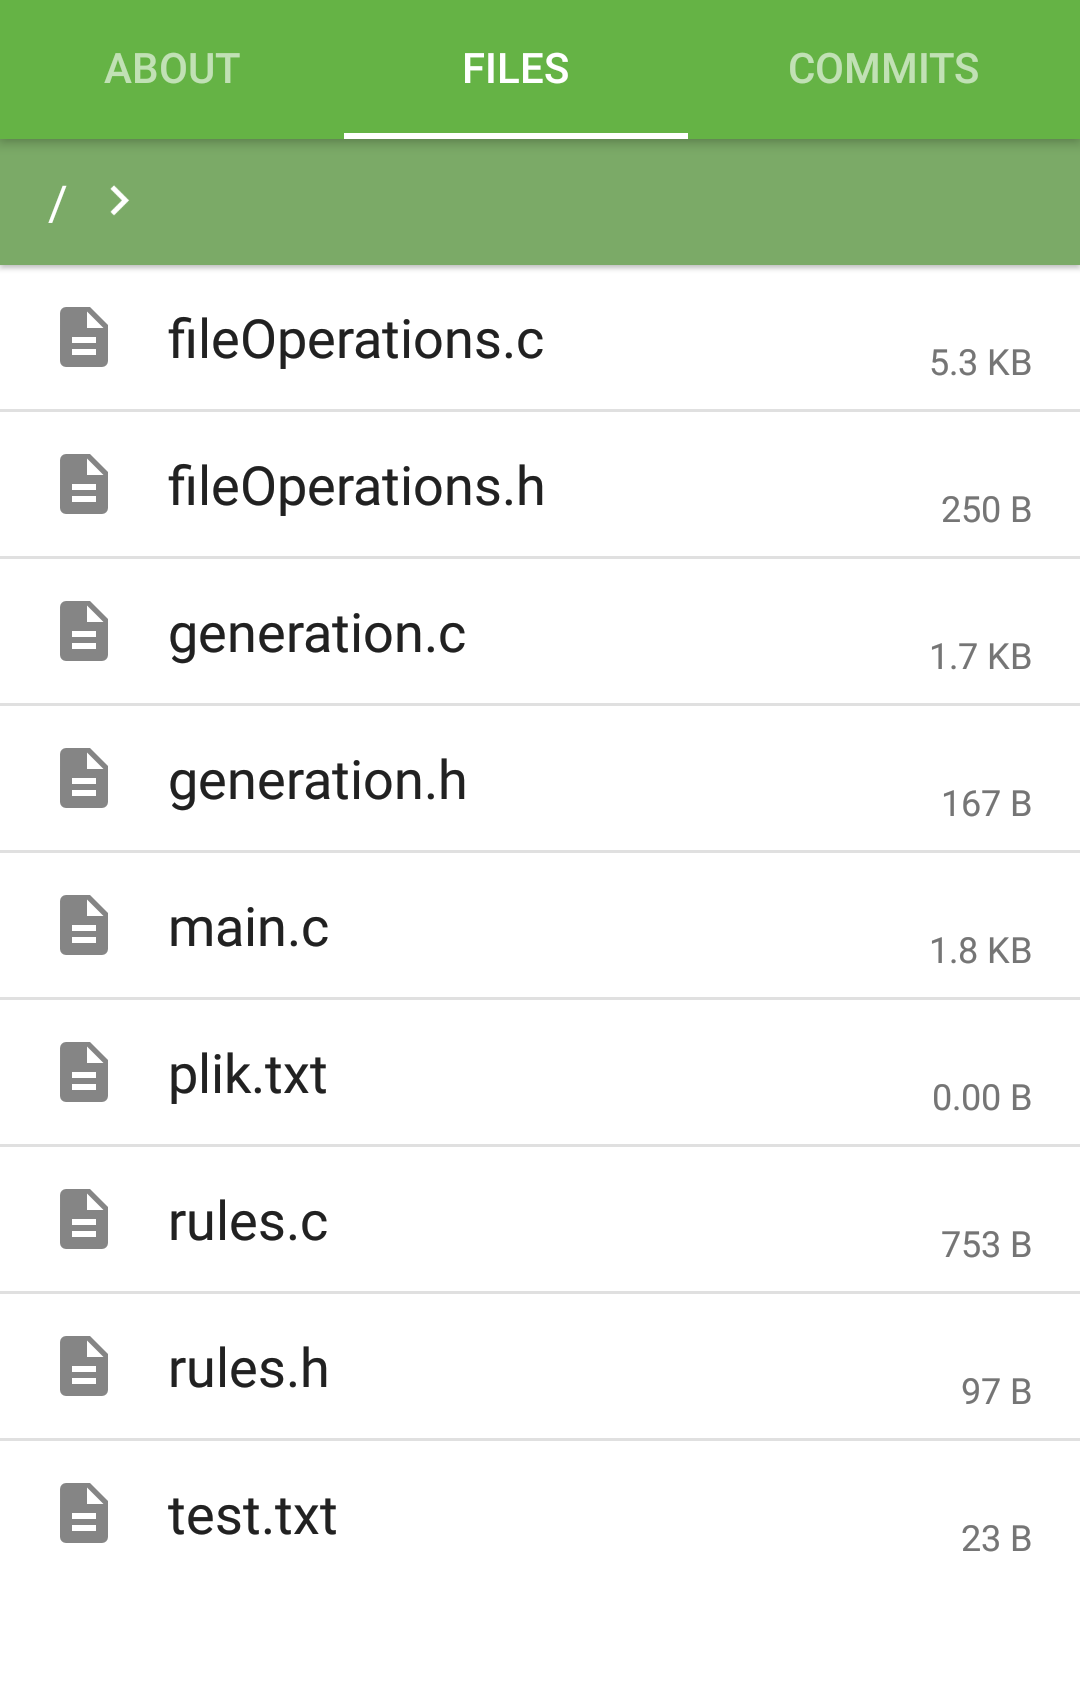 ABOUT FILES COMMITS
/ >
fileOperations.c 5.3 KB
fileOperations.h 250 B
generation.c 1.7 KB
generation.h 167 B
main.c 1.8 KB
plik.txt 0.00 B
rules.c 753 B
rules.h 97 B
test.txt 23 B